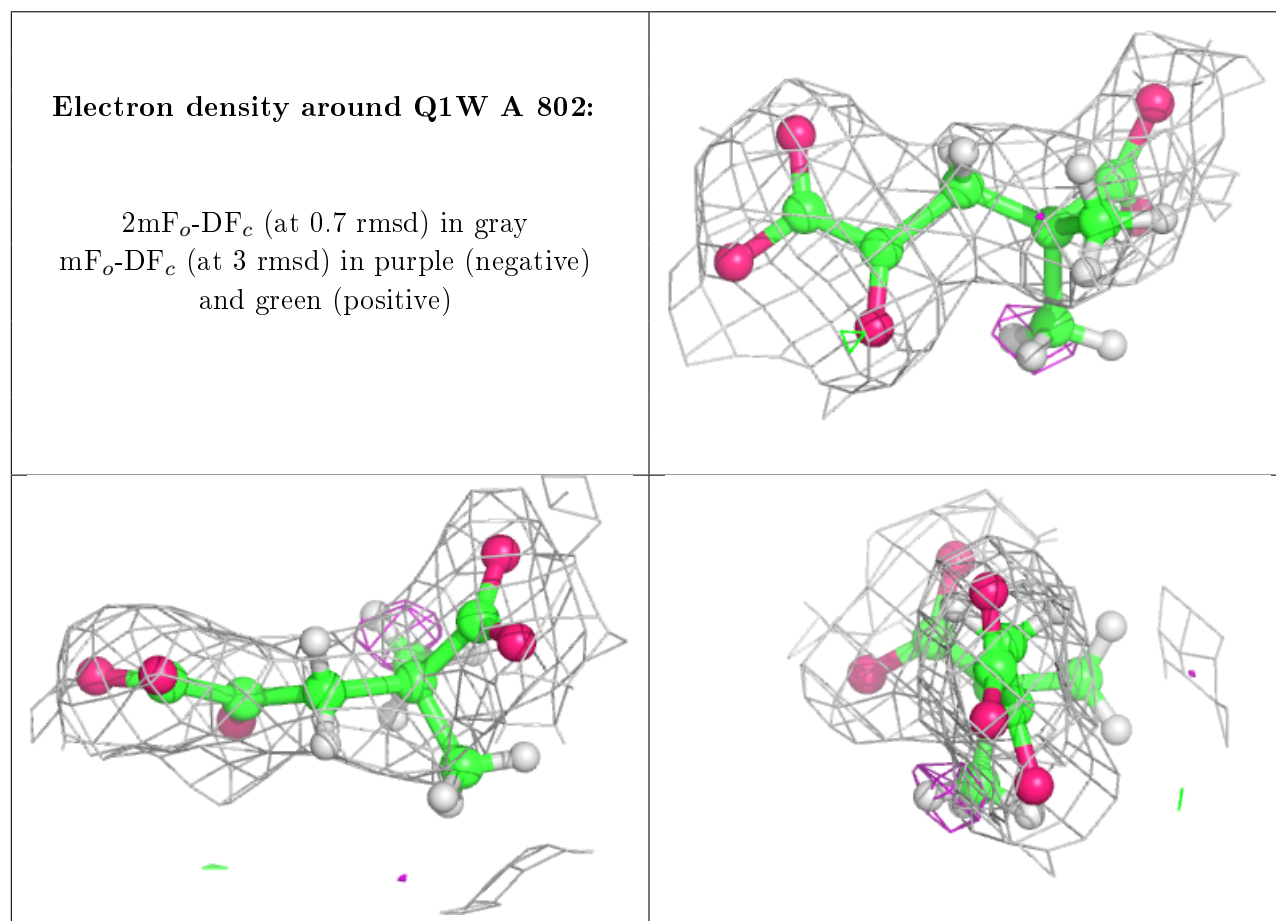 Electron density around Q1W A 802:
2mFo-DFc (at 0.7 rmsd) in gray
mFo-DFc (at 3 rmsd) in purple (negative)
and green (positive)